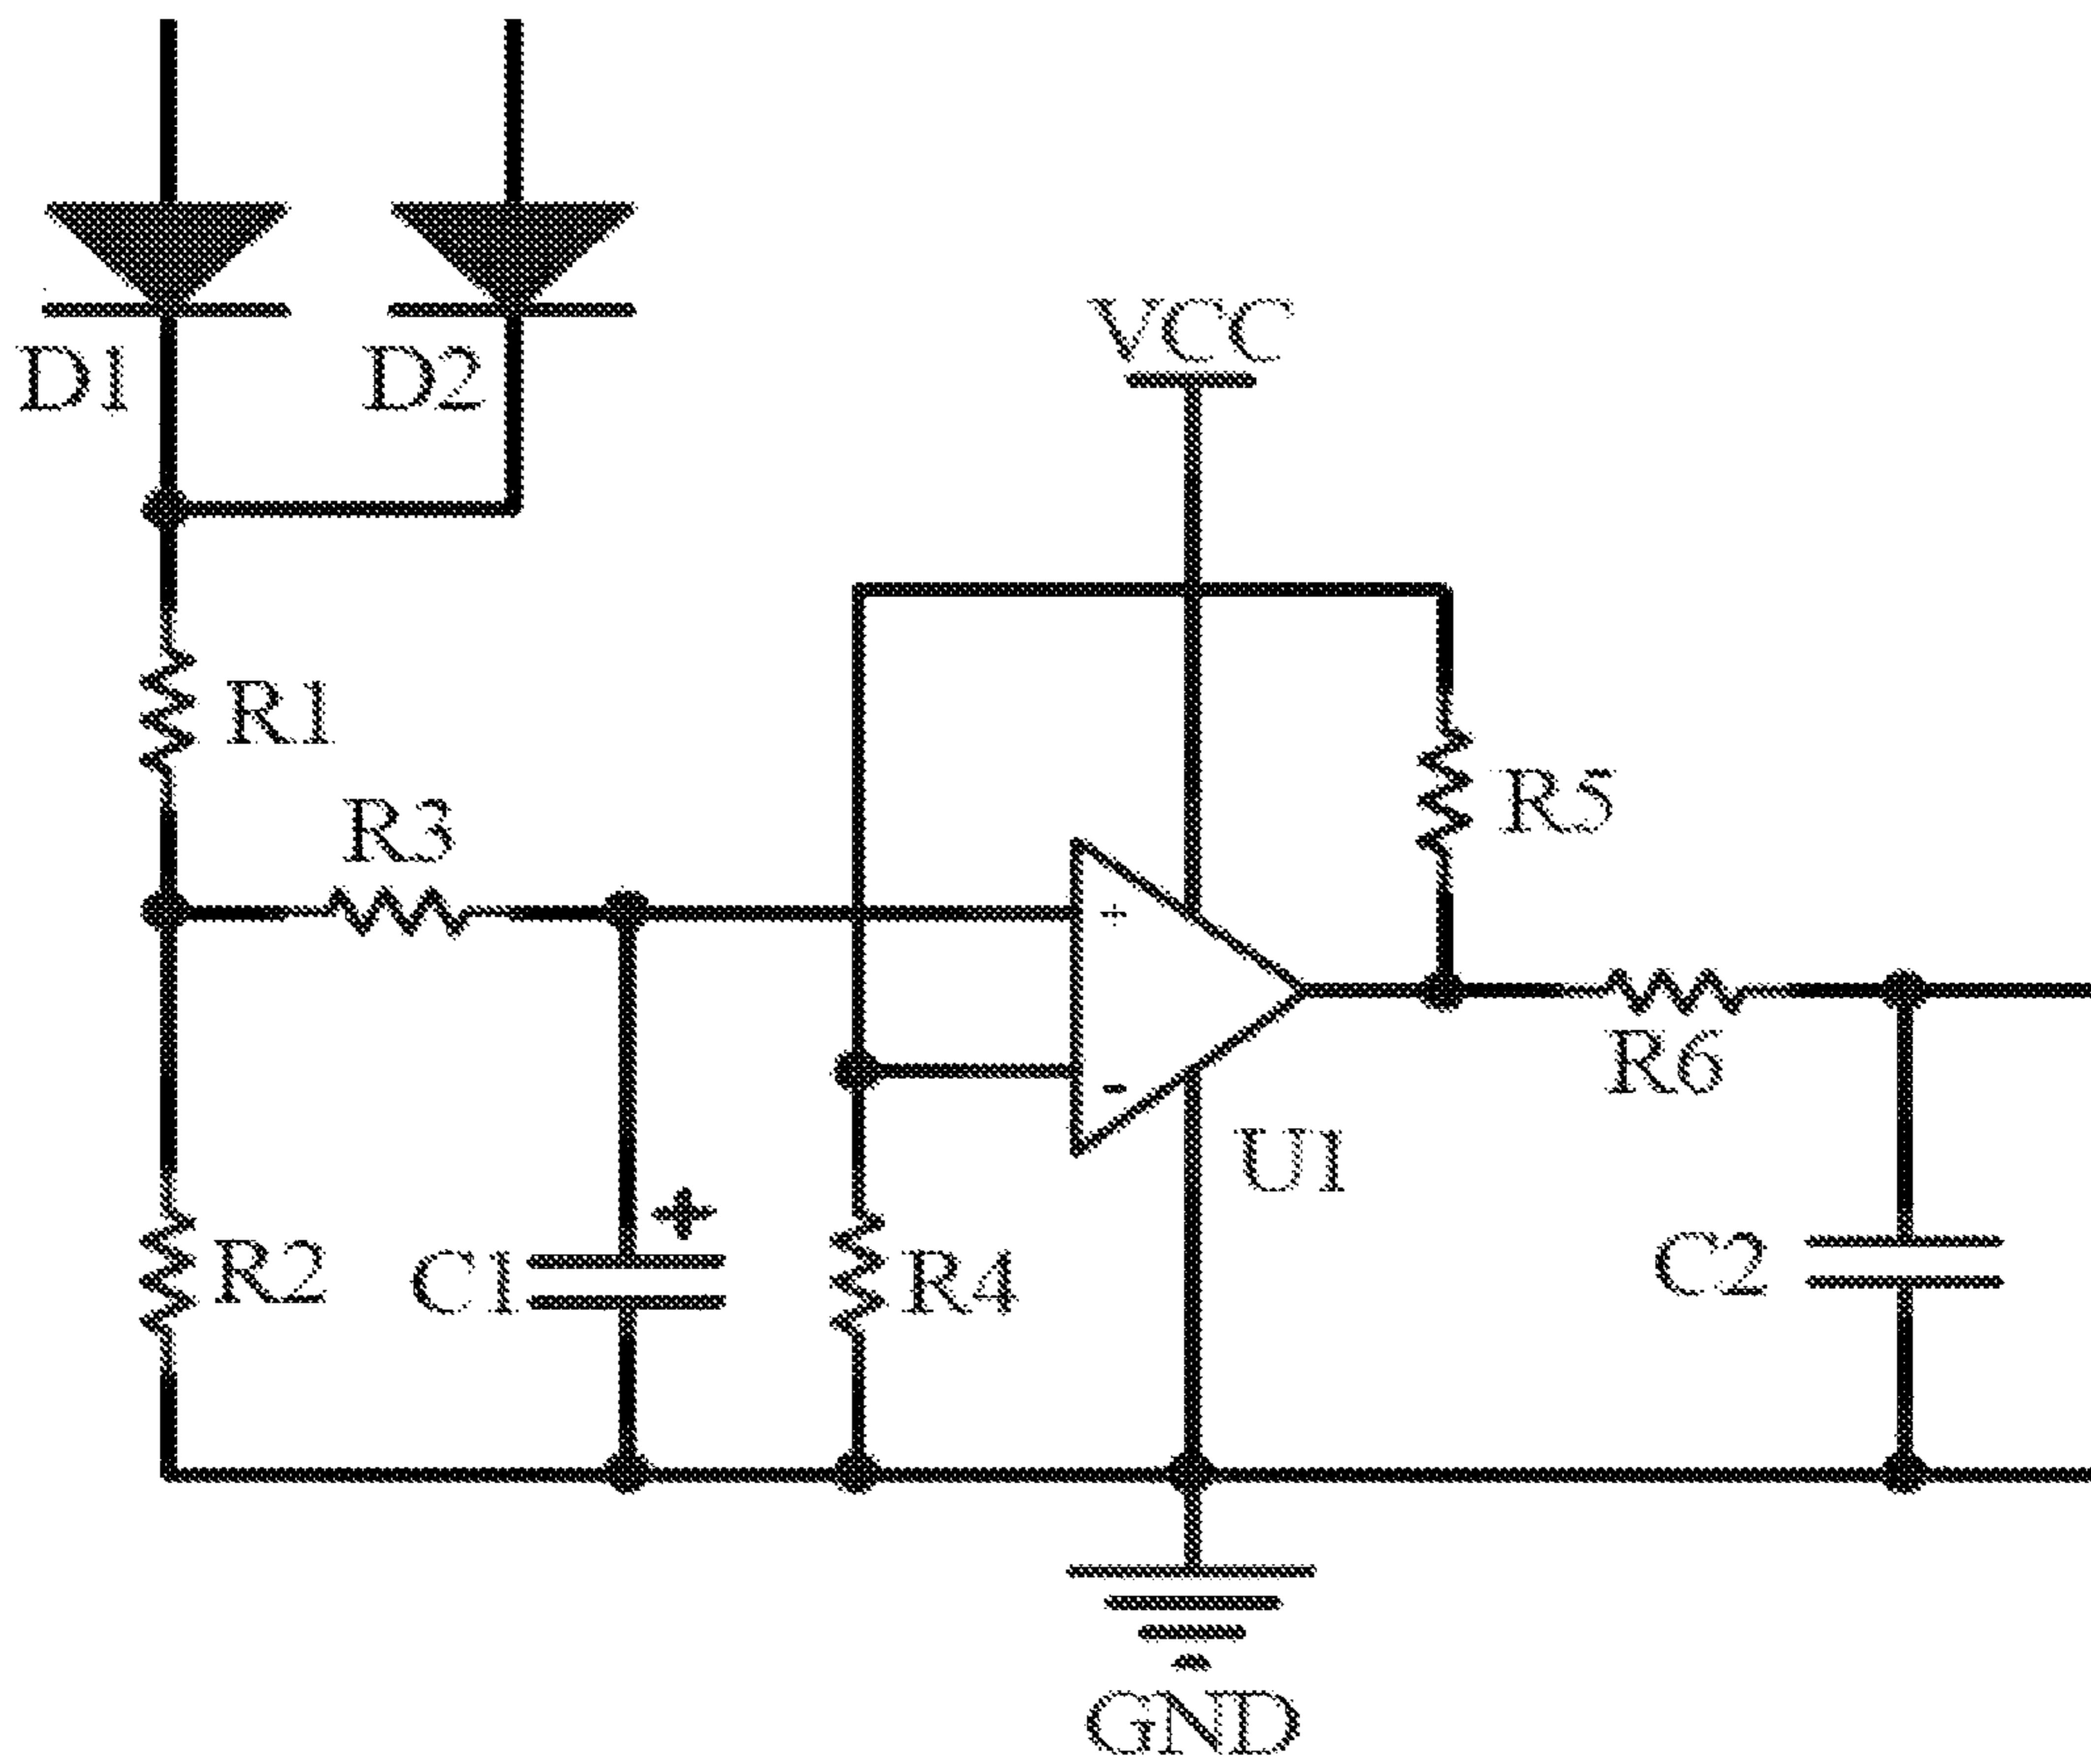 VCC
D1
D2
R1
R3
R5
+
R6
-
U1
+
R2
C1
R4
C2
GND